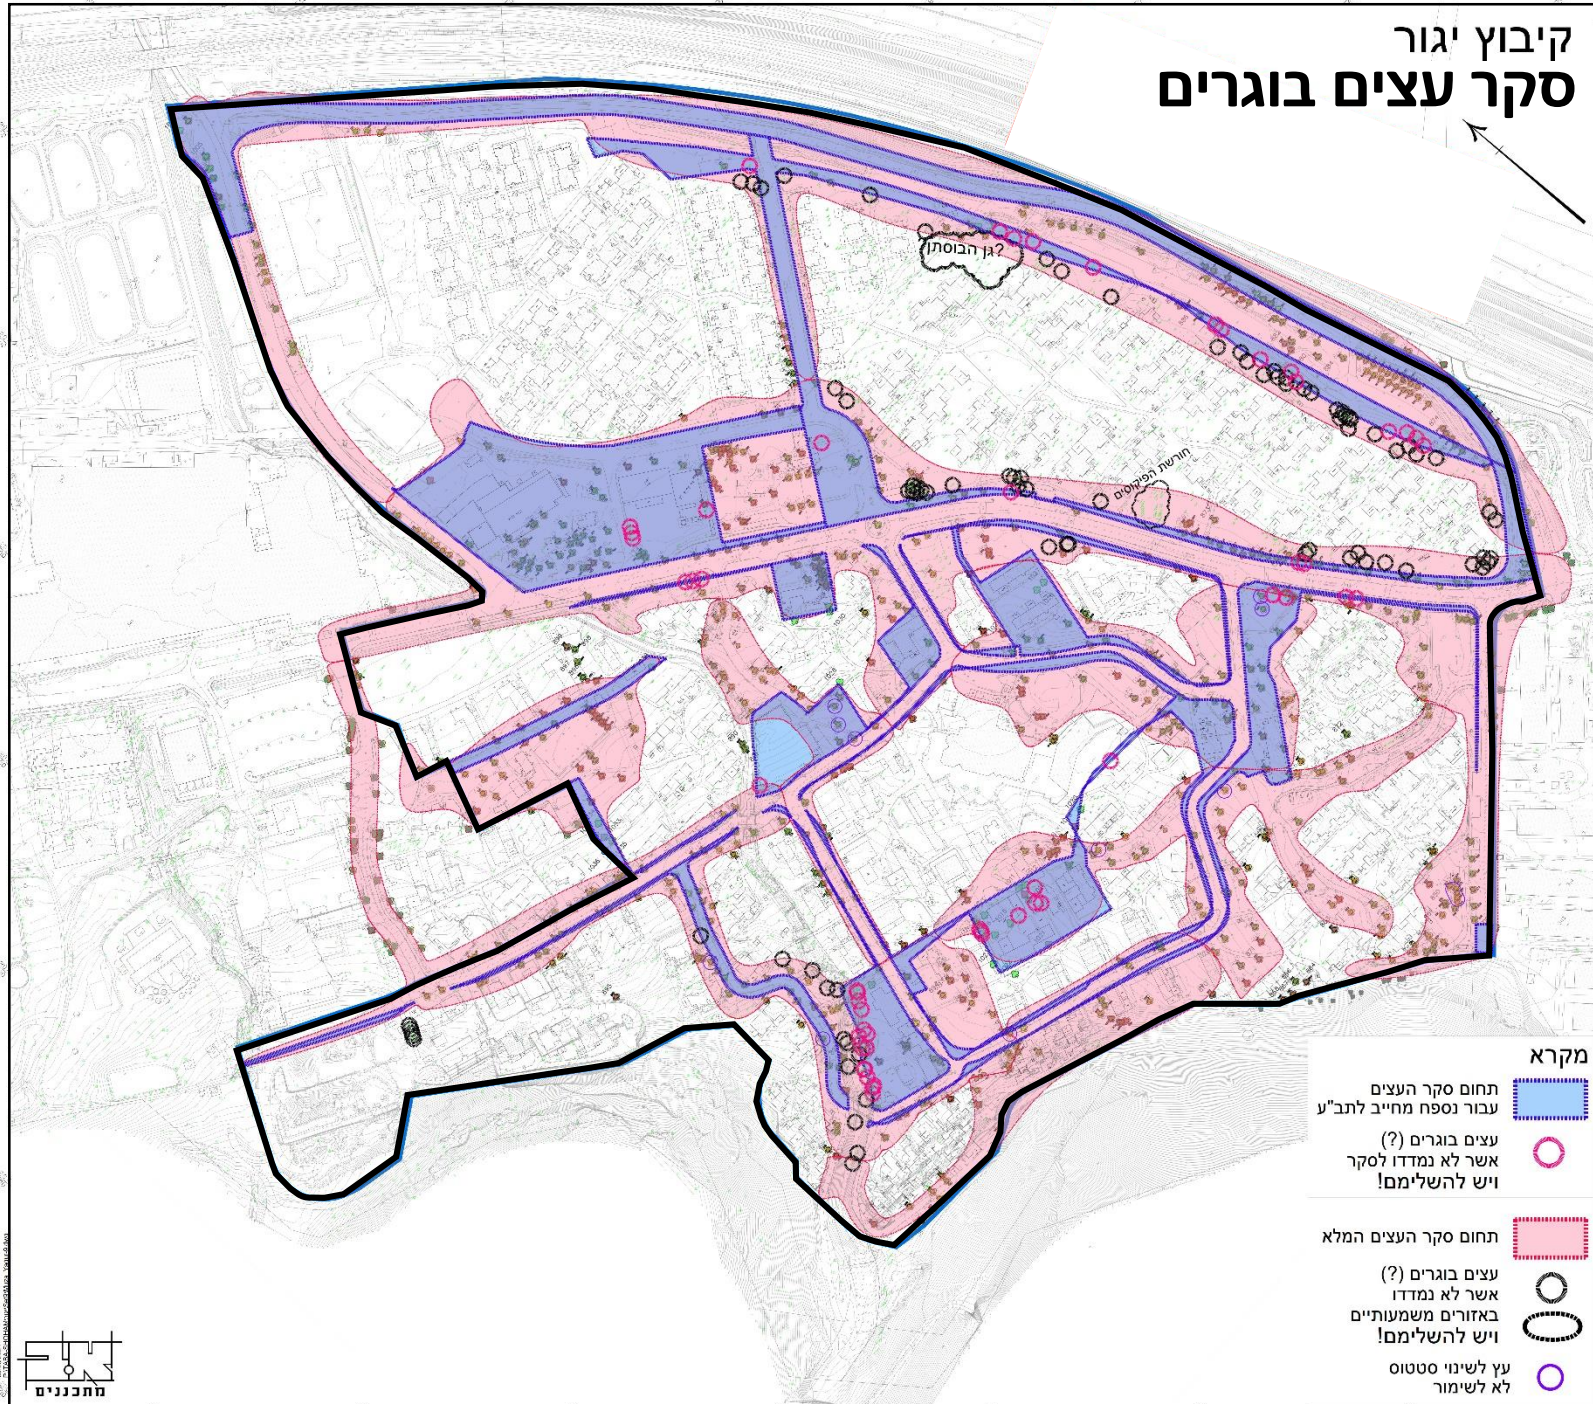 קיבוץ יגור
סקר עצים בוגרים
גן הבוסתן?
חורשת הפיקוסים
מקרא
תחום סקר העצים
עבור נספח מחייב לתב"ע
עצים בוגרים (?)
אשר לא נמדדו לסקר
ויש להשלימם!
תחום סקר העצים המלא
עצים בוגרים (?)
אשר לא נמדדו
באזורים משמעותיים
ויש להשלימם!
עץ לשינוי סטטוס
לא לשימור
מתכננים